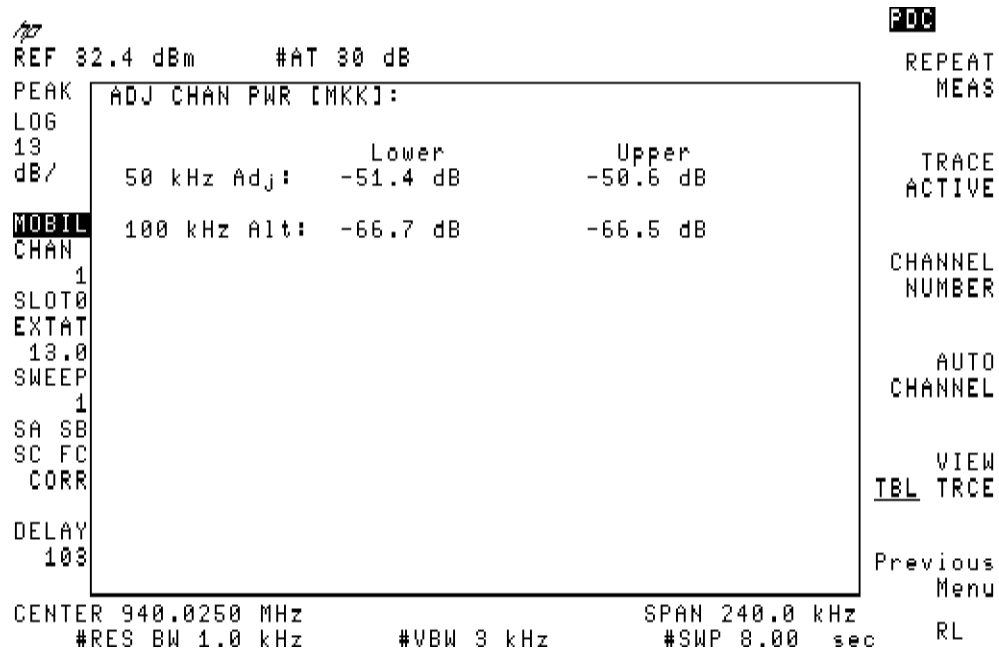 hp
REF 32.4 dBm #AT 30 dB
PEAK
LOG
13
dB/
MOBIL
CHAN
1
SLOT0
EXTAT
13.0
SWEEP
1
SA SB
SC FC
CORR
DELAY
103
ADJ CHAN PWR [MKK]:
Lower Upper
50 kHz Adj: -51.4 dB -50.6 dB
100 kHz Alt: -66.7 dB -66.5 dB
CENTER 940.0250 MHz SPAN 240.0 kHz
#RES BW 1.0 kHz #VBW 3 kHz #SWP 8.00 sec
PDC
REPEAT
MEAS
TRACE
ACTIVE
CHANNEL
NUMBER
AUTO
CHANNEL
VIEW
TBL TRCE
Previous
Menu
RL